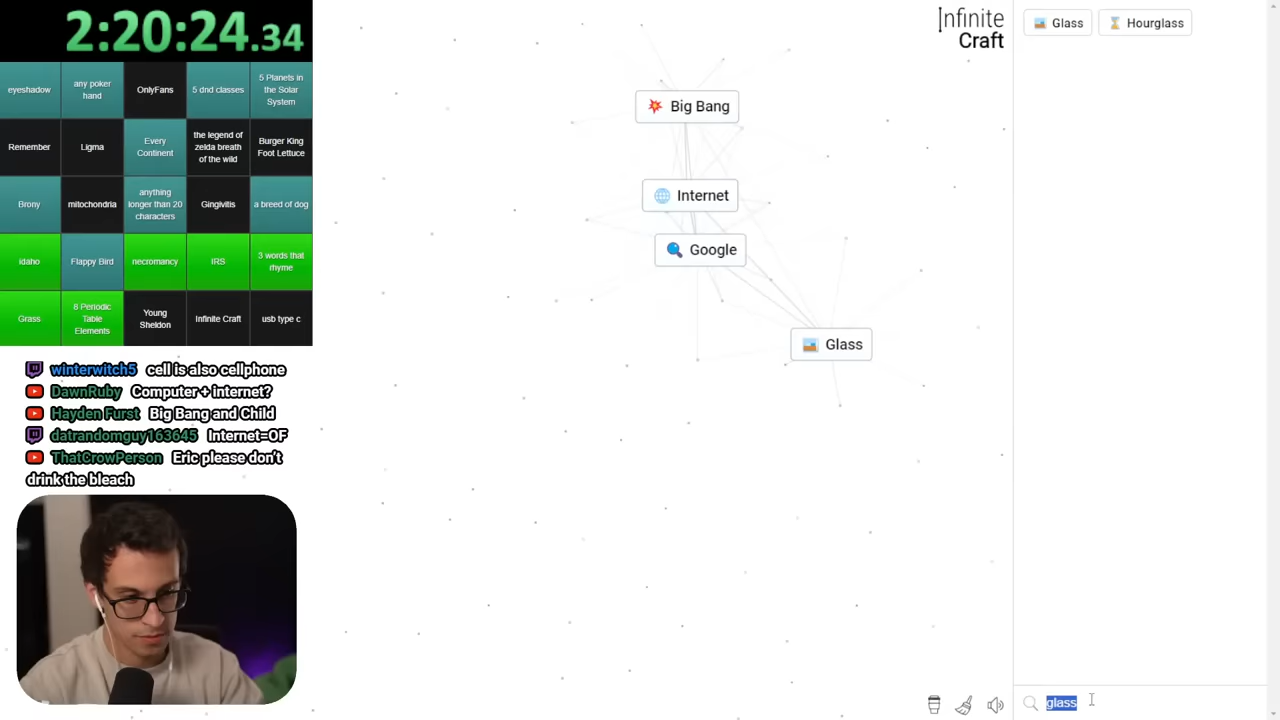 2:20:24.34
eyeshadow
any poker
hand
OnlyFans
5 dnd classes
5 Planets in
the Solar
System
Remember
Ligma
Every
Continent
the legend of
zelda breath
of the wild
Burger King
Foot Lettuce
Brony
mitochondria
anything
longer than 20
characters
Gingivitis
a breed of dog
idaho
Flappy Bird
necromancy
IRS
3 words that
rhyme
Grass
8 Periodic
Table
Elements
Young
Sheldon
Infinite Craft
usb type c
winterwitch5 cell is also cellphone
DawnRuby Computer + internet?
Hayden Furst Big Bang and Child
datrandomguy163645 Internet=OF
ThatCrowPerson Eric please don't
drink the bleach
Big Bang
Internet
Google
Glass
Infinite
Craft
Glass
Hourglass
glass